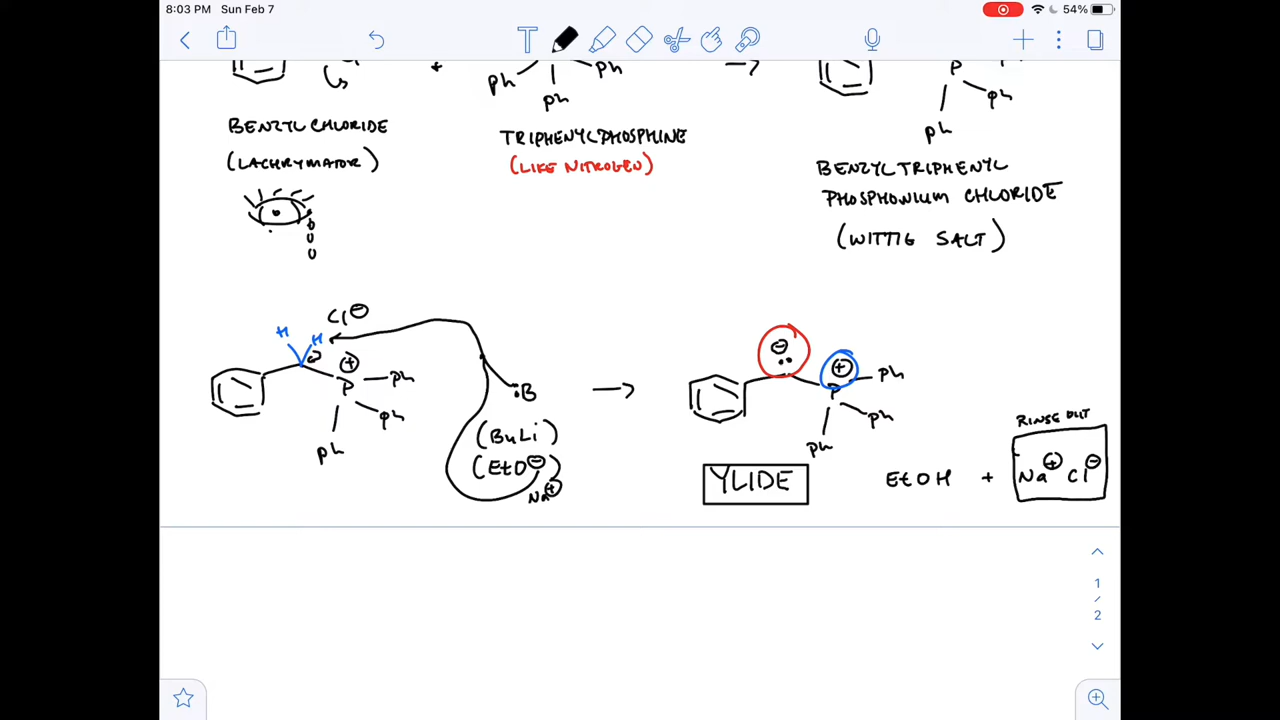 8:03 PM Sun Feb 7
54%
T
+
Ph
Ph
Ph
P
Ph
Ph
BENZYL CHLORIDE
(LACHRYMATOR)
TRIPHENYLPHOSPHINE
(LIKE NITROGEN)
BENZYLTRIPHENYL
PHOSPHONIUM CHLORIDE
(WITTIG SALT)
Cl⊖
H H
⊕
P Ph
Ph
Ph
:B
(BuLi)
(EtO⊖
Na⊕)
⊖
⊕
P Ph
Ph
Ph
YLIDE
EtOH +
RINSE OUT
Na⊕ Cl⊖
1
/
2